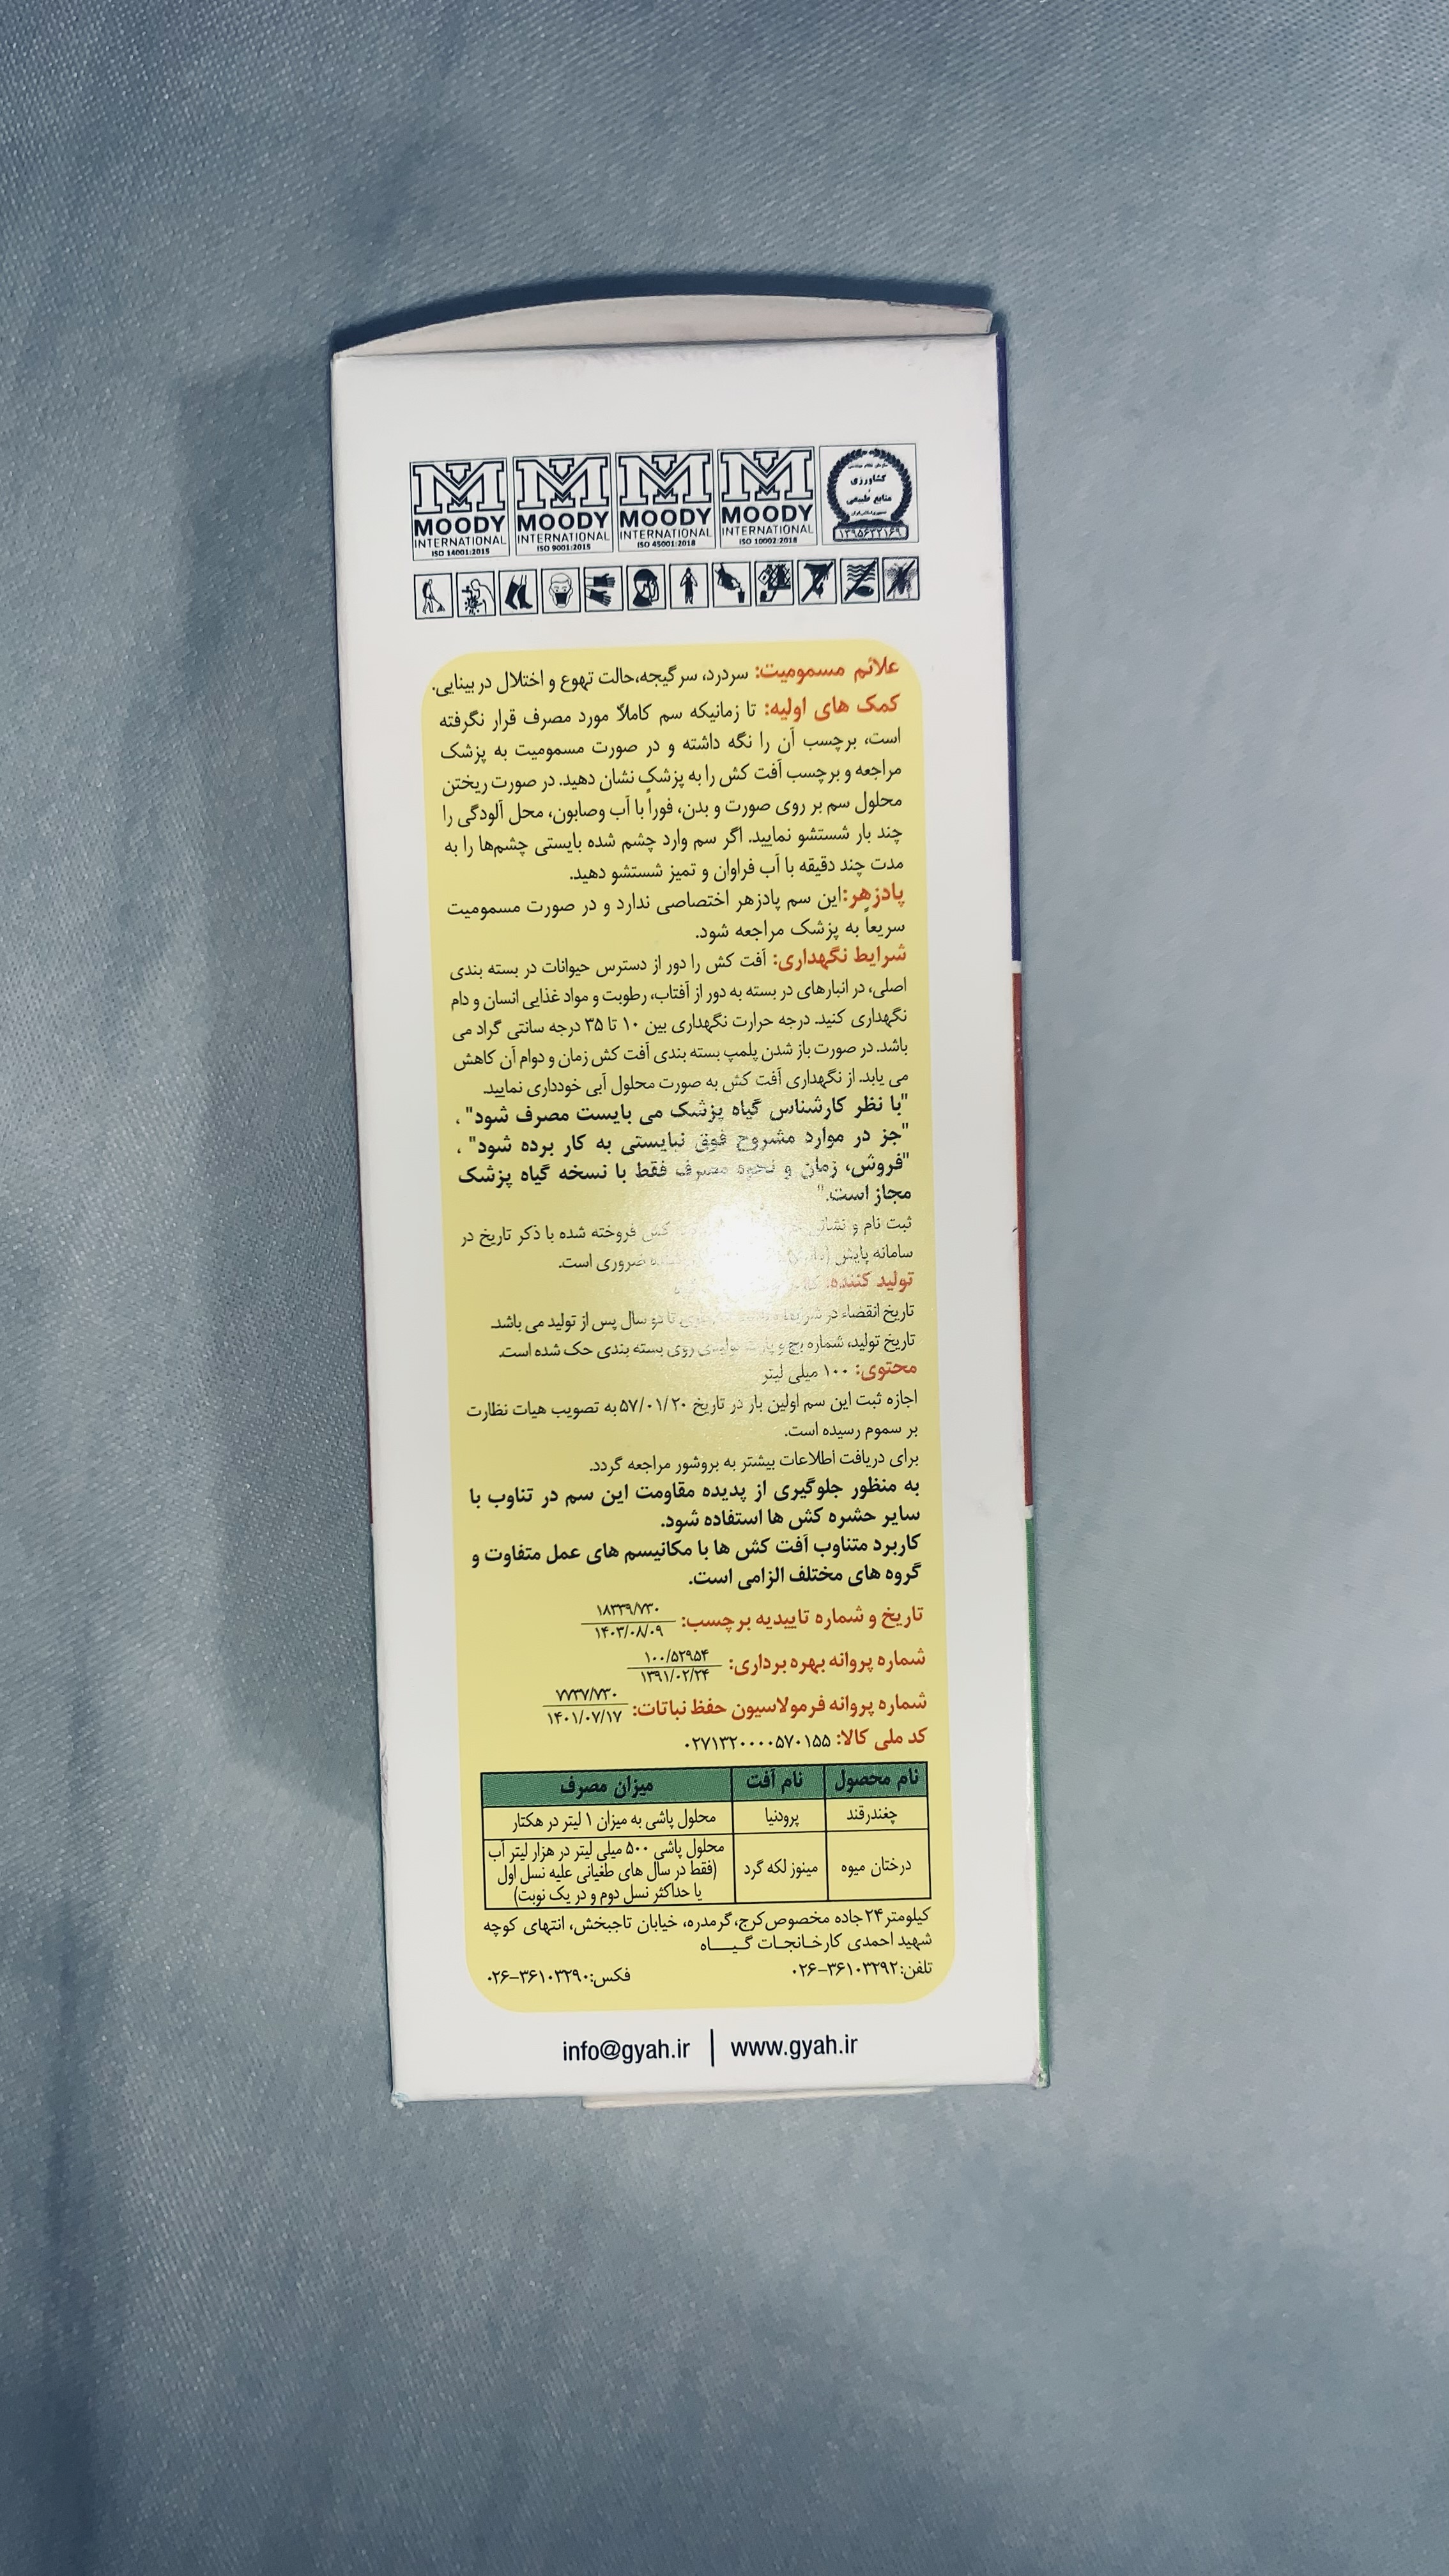 MOODY INTERNATIONAL ISO 14001:2015
MOODY INTERNATIONAL ISO 9001:2015
MOODY INTERNATIONAL ISO 45001:2018
MOODY INTERNATIONAL ISO 10002:2018
کشاورزی
منابع طبیعی
۱۳۹۵۶۳۲۱۶۹
علائم مسمومیت: سردرد، سرگیجه،حالت تهوع و اختلال در بینایی.
کمک های اولیه: تا زمانیکه سم کاملاً مورد مصرف قرار نگرفته
است، برچسب آن را نگه داشته و در صورت مسمومیت به پزشک
مراجعه و برچسب آفت کش را به پزشک نشان دهید. در صورت ریختن
محلول سم بر روی صورت و بدن، فوراً با آب وصابون، محل آلودگی را
چند بار شستشو نمایید. اگر سم وارد چشم شده بایستی چشم‌ها را به
مدت چند دقیقه با آب فراوان و تمیز شستشو دهید.
پادزهر:این سم پادزهر اختصاصی ندارد و در صورت مسمومیت
سریعاً به پزشک مراجعه شود.
شرایط نگهداری: آفت کش را دور از دسترس حیوانات در بسته بندی
اصلی، در انبارهای در بسته به دور از آفتاب، رطوبت و مواد غذایی انسان و دام
نگهداری کنید. درجه حرارت نگهداری بین ۱۰ تا ۳۵ درجه سانتی گراد می
باشد. در صورت باز شدن پلمپ بسته بندی آفت کش زمان و دوام آن کاهش
می یابد. از نگهداری آفت کش به صورت محلول آبی خودداری نمایید.
"با نظر کارشناس گیاه پزشک می بایست مصرف شود" ،
"جز در موارد مشروح فوق نبایستی به کار برده شود" ،
"فروش، زمان و نحوه مصرف فقط با نسخه گیاه پزشک
مجاز است."
ثبت نام و نشانی کش فروخته شده با ذکر تاریخ در
سامانه پایش ضروری است.
تولید کننده:
تاریخ انقضاء در تا دو سال پس از تولید می باشد.
تاریخ تولید، شماره بچ و پارت تولیدی روی بسته بندی حک شده است.
محتوی: ۱۰۰ میلی لیتر
اجازه ثبت این سم اولین بار در تاریخ ۵۷/۰۱/۲۰ به تصویب هیات نظارت
بر سموم رسیده است.
برای دریافت اطلاعات بیشتر به بروشور مراجعه گردد.
به منظور جلوگیری از پدیده مقاومت این سم در تناوب با
سایر حشره کش ها استفاده شود.
کاربرد متناوب آفت کش ها با مکانیسم های عمل متفاوت و
گروه های مختلف الزامی است.
تاریخ و شماره تاییدیه برچسب: ۱۸۳۳۹/۷۳۰
۱۴۰۳/۰۸/۰۹
شماره پروانه بهره برداری: ۱۰۰/۵۲۹۵۴
۱۳۹۱/۰۲/۲۴
شماره پروانه فرمولاسیون حفظ نباتات: ۷۷۳۷/۷۳۰
۱۴۰۱/۰۷/۱۷
کد ملی کالا: ۰۲۷۱۳۲۰۰۰۰۵۷۰۱۵۵
نام محصول نام آفت میزان مصرف
چغندرقند پرودنیا محلول پاشی به میزان ۱ لیتر در هکتار
درختان میوه مینوز لکه گرد محلول پاشی ۵۰۰ میلی لیتر در هزار لیتر آب
(فقط در سال های طغیانی علیه نسل اول
یا حداکثر نسل دوم و در یک نوبت)
کیلومتر ۲۴ جاده مخصوص کرج، گرمدره، خیابان تاجبخش، انتهای کوچه
شهید احمدی کارخانجات گیاه
تلفن:۳۶۱۰۳۲۹۲-۰۲۶ فکس:۳۶۱۰۳۲۹۰-۰۲۶
info@gyah.ir | www.gyah.ir